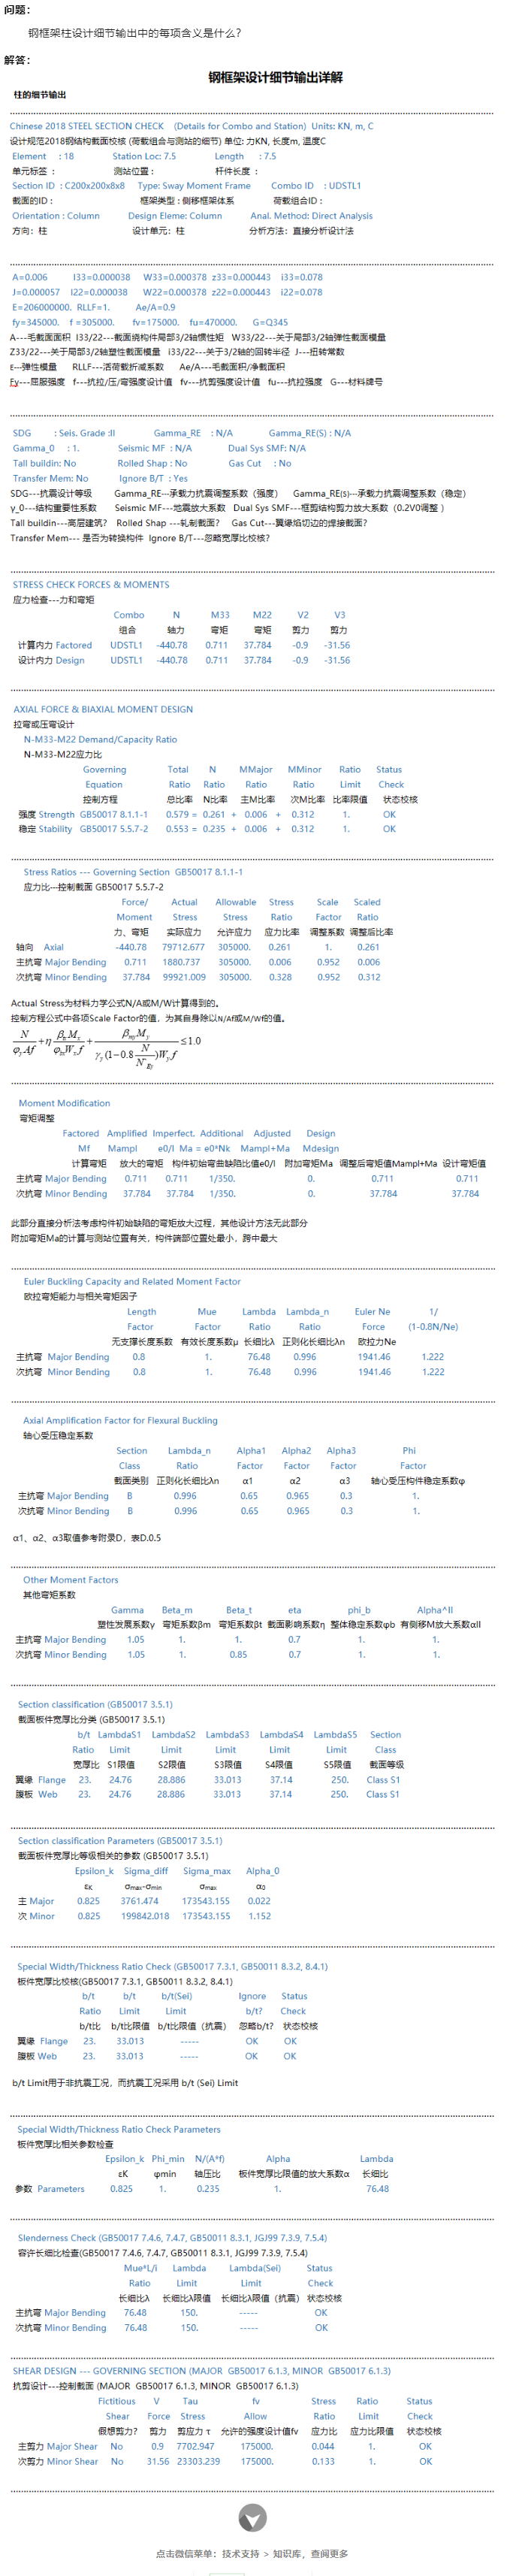 问题：
钢框架柱设计细节输出中的每项含义是什么？
解答：
钢框架设计细节输出详解
柱的细节输出
Chinese 2018 STEEL SECTION CHECK (Details for Combo and Station) Units: KN, m, C
设计规范2018钢结构截面校核 (荷载组合与测站的细节) 单位: 力KN, 长度m, 温度C
Element : 18 Station Loc: 7.5 Length : 7.5
单元标签 : 测站位置 : 杆件长度 :
Section ID : C200x200x8x8 Type: Sway Moment Frame Combo ID : UDSTL1
截面的ID : 框架类型 : 侧移框架体系 荷载组合ID :
Orientation : Column Design Eleme: Column Anal. Method: Direct Analysis
方向: 柱 设计单元: 柱 分析方法: 直接分析设计法
A=0.006 I33=0.000038 W33=0.000378 z33=0.000443 i33=0.078
J=0.000057 I22=0.000038 W22=0.000378 z22=0.000443 i22=0.078
E=206000000. RLLF=1. Ae/A=0.9
fy=345000. f =305000. fv=175000. fu=470000. G=Q345
A---毛截面面积 I33/22---截面绕构件局部3/2轴惯性矩 W33/22---关于局部3/2轴弹性截面模量
Z33/22---关于局部3/2轴塑性截面模量 i33/22---关于3/2轴的回转半径 J---扭转常数
ε---弹性模量 RLLF---活荷载折减系数 Ae/A---毛截面面积/净截面积
Fy---屈服强度 f---抗拉/压/弯强度设计值 fv---抗剪强度设计值 fu---抗拉强度 G---材料牌号
SDG : Seis. Grade :II Gamma_RE : N/A Gamma_RE(S) : N/A
Gamma_0 : 1. Seismic MF : N/A Dual Sys SMF: N/A
Tall buildin: No Rolled Shap : No Gas Cut : No
Transfer Mem: No Ignore B/T : Yes
SDG---抗震设计等级 Gamma_RE---承载力抗震调整系数（强度） Gamma_RE(S)---承载力抗震调整系数（稳定）
γ_0---结构重要性系数 Seismic MF---地震放大系数 Dual Sys SMF---框剪结构剪力放大系数（0.2V0调整 ）
Tall buildin---高层建筑? Rolled Shap ---轧制截面? Gas Cut---翼缘焰切边的焊接截面?
Transfer Mem--- 是否为转换构件 Ignore B/T---忽略宽厚比校核?
STRESS CHECK FORCES & MOMENTS
应力检查---力和弯矩
Combo N M33 M22 V2 V3
组合 轴力 弯矩 弯矩 剪力 剪力
计算内力 Factored UDSTL1 -440.78 0.711 37.784 -0.9 -31.56
设计内力 Design UDSTL1 -440.78 0.711 37.784 -0.9 -31.56
AXIAL FORCE & BIAXIAL MOMENT DESIGN
拉弯或压弯设计
N-M33-M22 Demand/Capacity Ratio
N-M33-M22应力比
Governing Total N MMajor MMinor Ratio Status
Equation Ratio Ratio Ratio Ratio Limit Check
控制方程 总比率 N比率 主M比率 次M比率 比率限值 状态校核
强度 Strength GB50017 8.1.1-1 0.579 = 0.261 + 0.006 + 0.312 1. OK
稳定 Stability GB50017 5.5.7-2 0.553 = 0.235 + 0.006 + 0.312 1. OK
Stress Ratios --- Governing Section GB50017 8.1.1-1
应力比---控制截面 GB50017 5.5.7-2
Force/ Actual Allowable Stress Scale Scaled
Moment Stress Stress Ratio Factor Ratio
力、弯矩 实际应力 允许应力 应力比率 调整系数 调整后比率
轴向 Axial -440.78 79712.677 305000. 0.261 1. 0.261
主抗弯 Major Bending 0.711 1880.737 305000. 0.006 0.952 0.006
次抗弯 Minor Bending 37.784 99921.009 305000. 0.328 0.952 0.312
Actual Stress为材料力学公式N/A或M/W计算得到的。
控制方程公式中各项Scale Factor的值，为其自身除以N/Af或M/Wf的值。
N/(φyAf)+η βtxMx/(φbxWxf)+βmyMy/(γy(1−0.8N/N'Ey)Wyf)≤1.0
Moment Modification
弯矩调整
Factored Amplified Imperfect. Additional Adjusted Design
Mf Mampl e0/l Ma = e0*Nk Mampl+Ma Mdesign
计算弯矩 放大的弯矩 构件初始弯曲缺陷比值e0/l 附加弯矩Ma 调整后弯矩值Mampl+Ma 设计弯矩值
主抗弯 Major Bending 0.711 0.711 1/350. 0. 0.711 0.711
次抗弯 Minor Bending 37.784 37.784 1/350. 0. 37.784 37.784
此部分直接分析法考虑构件初始缺陷的弯矩放大过程，其他设计方法无此部分
附加弯矩Ma的计算与测站位置有关，构件端部位置处最小，跨中最大
Euler Buckling Capacity and Related Moment Factor
欧拉弯矩能力与相关弯矩因子
Length Mue Lambda Lambda_n Euler Ne 1/
Factor Factor Ratio Ratio Force (1-0.8N/Ne)
无支撑长度系数 有效长度系数μ 长细比λ 正则化长细比λn 欧拉力Ne
主抗弯 Major Bending 0.8 1. 76.48 0.996 1941.46 1.222
次抗弯 Minor Bending 0.8 1. 76.48 0.996 1941.46 1.222
Axial Amplification Factor for Flexural Buckling
轴心受压稳定系数
Section Lambda_n Alpha1 Alpha2 Alpha3 Phi
Class Ratio Factor Factor Factor Factor
截面类别 正则化长细比λn α1 α2 α3 轴心受压构件稳定系数φ
主抗弯 Major Bending B 0.996 0.65 0.965 0.3 1.
次抗弯 Minor Bending B 0.996 0.65 0.965 0.3 1.
α1、α2、α3取值参考附录D，表D.0.5
Other Moment Factors
其他弯矩系数
Gamma Beta_m Beta_t eta phi_b Alpha^II
塑性发展系数γ 弯矩系数βm 弯矩系数βt 截面影响系数η 整体稳定系数φb 有侧移M放大系数αII
主抗弯 Major Bending 1.05 1. 1. 0.7 1. 1.
次抗弯 Minor Bending 1.05 1. 0.85 0.7 1. 1.
Section classification (GB50017 3.5.1)
截面板件宽厚比分类 (GB50017 3.5.1)
b/t LambdaS1 LambdaS2 LambdaS3 LambdaS4 LambdaS5 Section
Ratio Limit Limit Limit Limit Limit Class
宽厚比 S1限值 S2限值 S3限值 S4限值 S5限值 截面等级
翼缘 Flange 23. 24.76 28.886 33.013 37.14 250. Class S1
腹板 Web 23. 24.76 28.886 33.013 37.14 250. Class S1
Section classification Parameters (GB50017 3.5.1)
截面板件宽厚比等级相关的参数 (GB50017 3.5.1)
Epsilon_k Sigma_diff Sigma_max Alpha_0
εK σmax-σmin σmax α0
主 Major 0.825 3761.474 173543.155 0.022
次 Minor 0.825 199842.018 173543.155 1.152
Special Width/Thickness Ratio Check (GB50017 7.3.1, GB50011 8.3.2, 8.4.1)
板件宽厚比校核(GB50017 7.3.1, GB50011 8.3.2, 8.4.1)
b/t b/t b/t(Sei) Ignore Status
Ratio Limit Limit b/t? Check
b/t比 b/t比限值 b/t比限值（抗震） 忽略b/t? 状态校核
翼缘 Flange 23. 33.013 ----- OK OK
腹板 Web 23. 33.013 ----- OK OK
b/t Limit用于非抗震工况，而抗震工况采用 b/t (Sei) Limit
Special Width/Thickness Ratio Check Parameters
板件宽厚比相关参数检查
Epsilon_k Phi_min N/(A*f) Alpha Lambda
εK φmin 轴压比 板件宽厚比限值的放大系数α 长细比
参数 Parameters 0.825 1. 0.235 1. 76.48
Slenderness Check (GB50017 7.4.6, 7.4.7, GB50011 8.3.1, JGJ99 7.3.9, 7.5.4)
容许长细比检查(GB50017 7.4.6, 7.4.7, GB50011 8.3.1, JGJ99 7.3.9, 7.5.4)
Mue*L/i Lambda Lambda(Sei) Status
Ratio Limit Limit Check
长细比λ 长细比λ限值 长细比λ限值（抗震） 状态校核
主抗弯 Major Bending 76.48 150. ----- OK
次抗弯 Minor Bending 76.48 150. ----- OK
SHEAR DESIGN --- GOVERNING SECTION (MAJOR GB50017 6.1.3, MINOR GB50017 6.1.3)
抗剪设计---控制截面 (MAJOR GB50017 6.1.3, MINOR GB50017 6.1.3)
Fictitious V Tau fv Stress Ratio Status
Shear Force Stress Allow Ratio Limit Check
假想剪力? 剪力 剪应力 τ 允许的强度设计值fv 应力比 应力比限值 状态校核
主剪力 Major Shear No 0.9 7702.947 175000. 0.044 1. OK
次剪力 Minor Shear No 31.56 23303.239 175000. 0.133 1. OK
点击微信菜单：技术支持 > 知识库，查阅更多